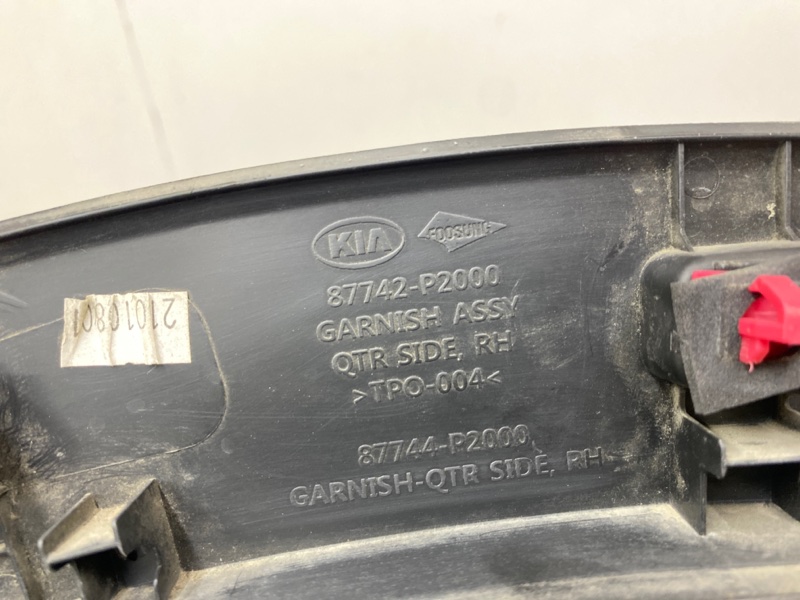 KIA FOOSUNG
87742-P2000
GARNISH ASSY
QTR SIDE, RH
>TPO-004<
87744-P2000
GARNISH-QTR SIDE, RH
21010801